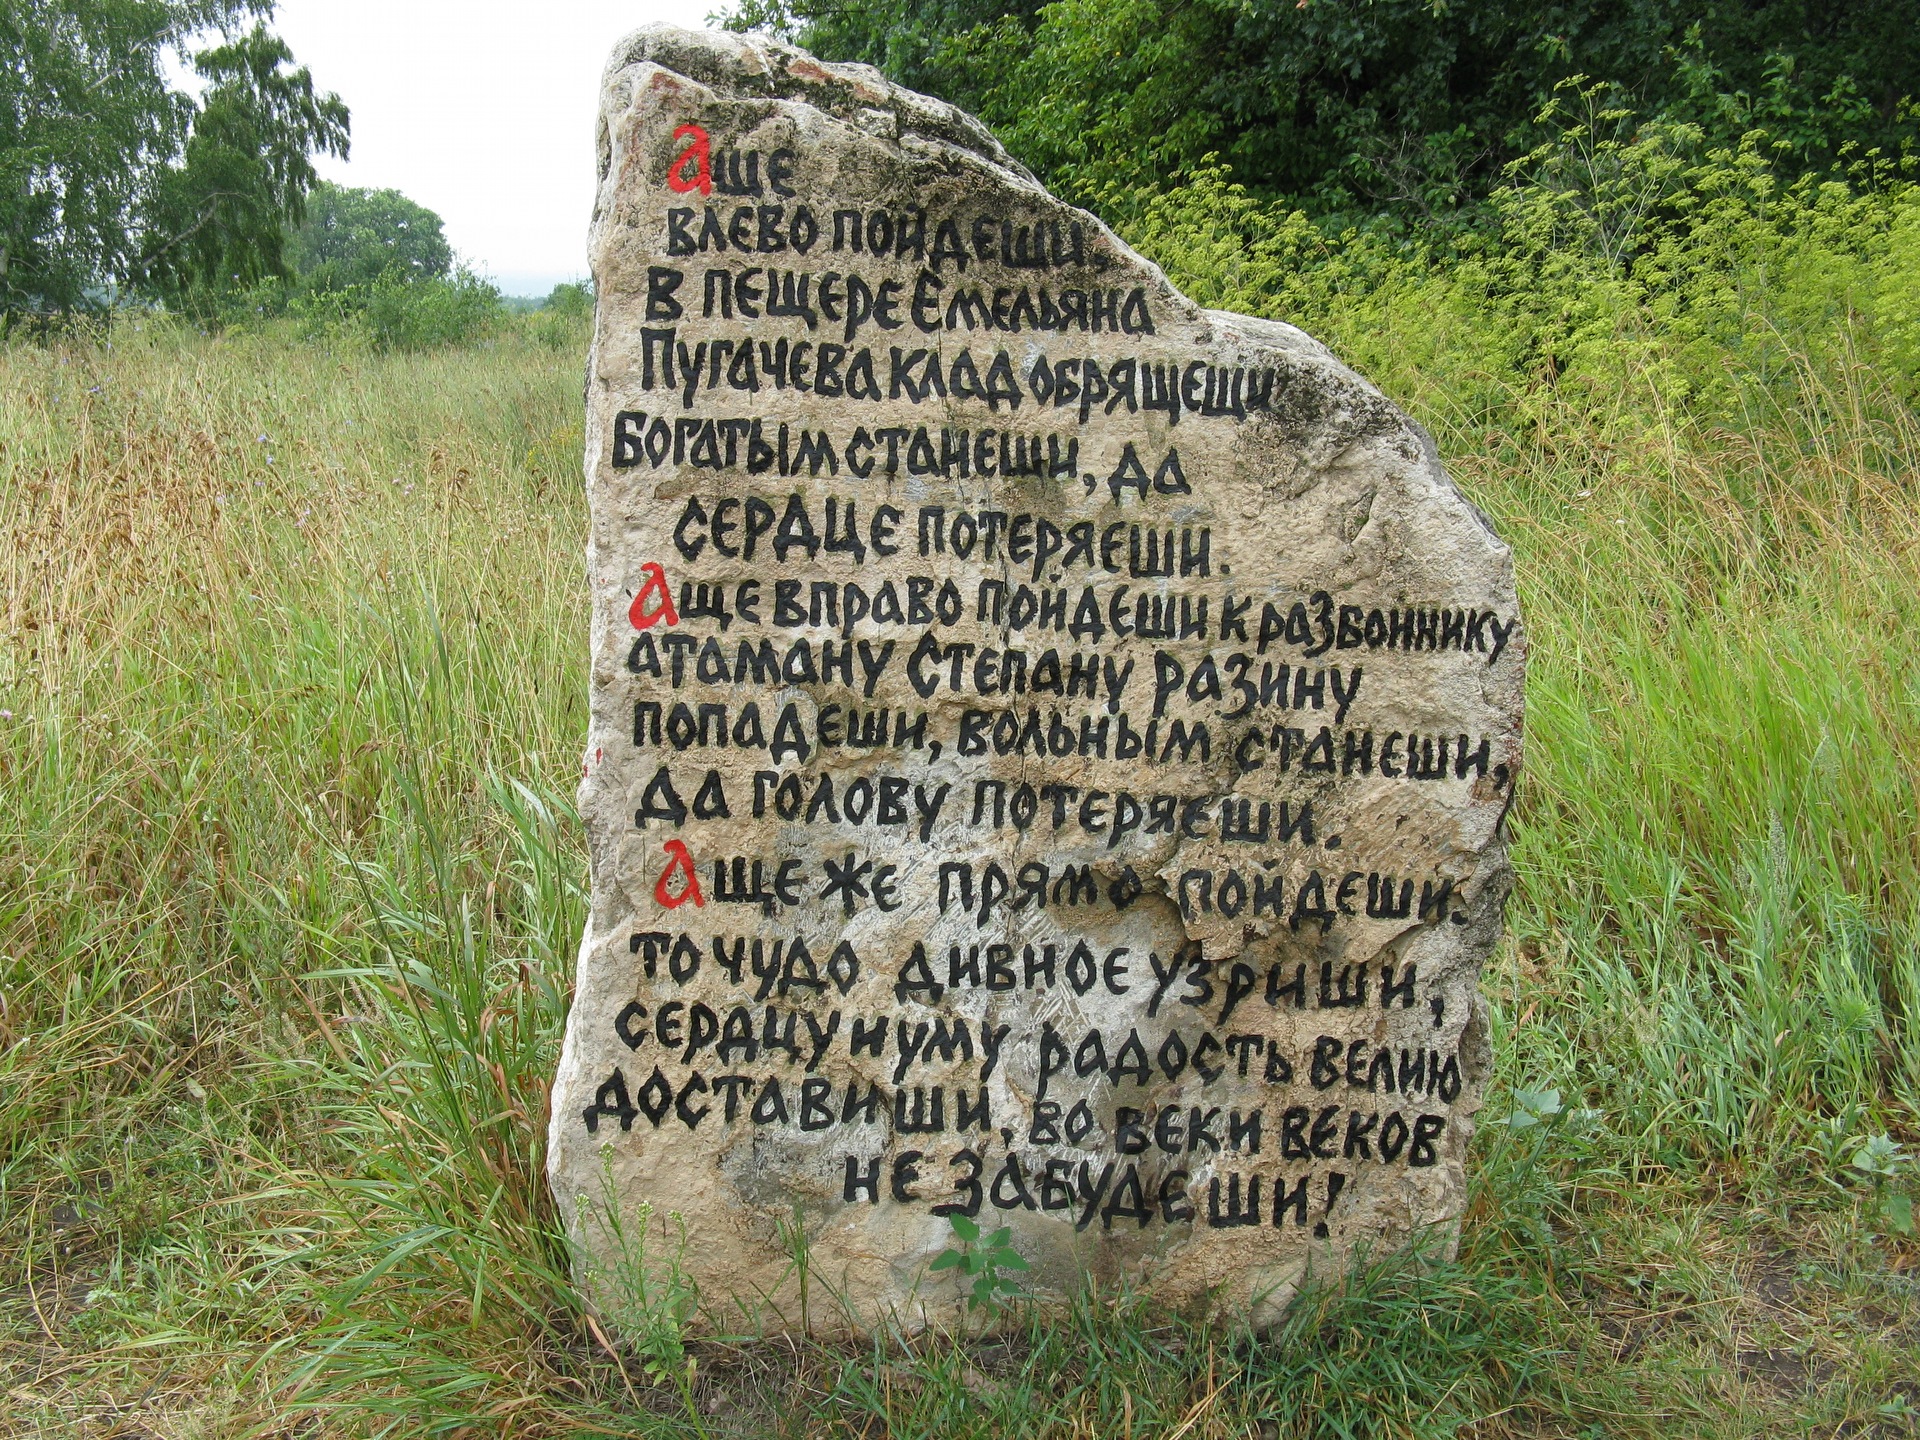 Аще
влево пойдеши,
в пещере Емельяна
Пугачева клад обрящеши
Богатым станеши, да
сердце потеряеши.
Аще вправо пойдеши к разбоннику
атаману Степану Разину
попадеши, вольным станеши,
да голову потеряеши.
Аще же прямо пойдеши.
то чудо дивное узриши,
сердцу и уму радость велию
доставиши, во веки веков
не забудеши!